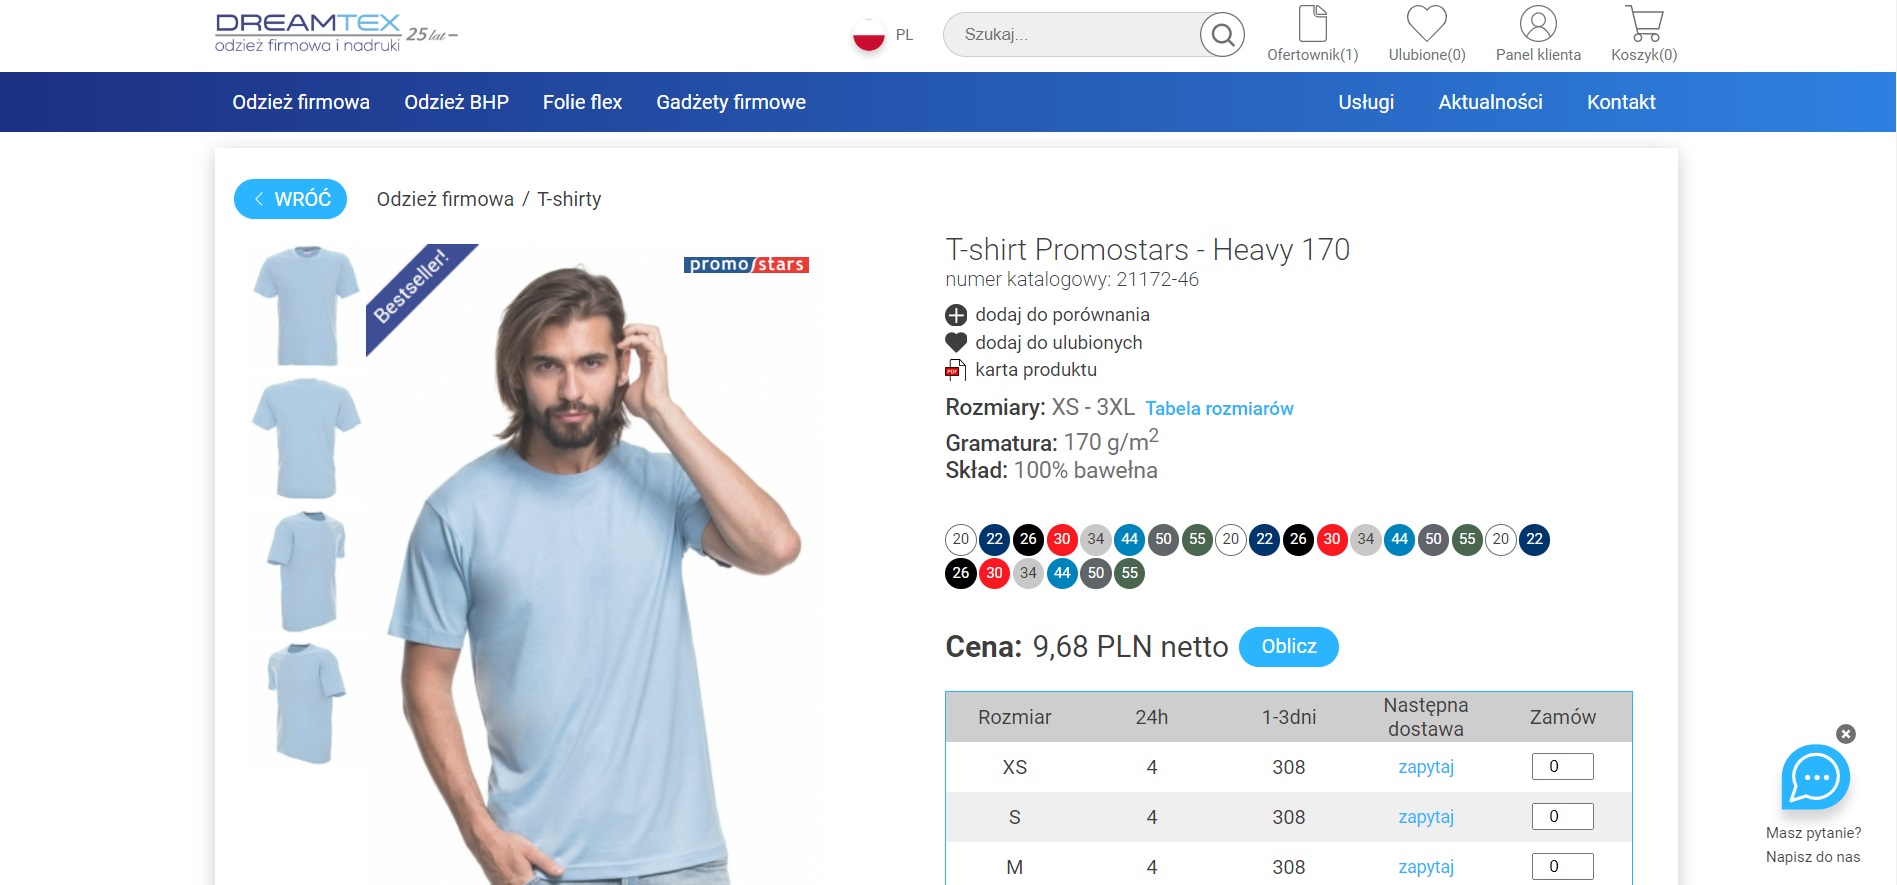 DREAMTEX
odzież firmowa i nadruki
25 lat
PL
Szukaj...
Ofertownik(1)
Ulubione(0)
Panel klienta
Koszyk(0)
Odzież firmowa
Odzież BHP
Folie flex
Gadżety firmowe
Usługi
Aktualności
Kontakt
WRÓĆ
Odzież firmowa / T-shirty
Bestseller!
promo stars
T-shirt Promostars - Heavy 170
numer katalogowy: 21172-46
dodaj do porównania
dodaj do ulubionych
PDF
karta produktu
Rozmiary: XS - 3XL Tabela rozmiarów
Gramatura: 170 g/m²
Skład: 100% bawełna
20 22 26 30 34 44 50 55 20 22 26 30 34 44 50 55 20 22
26 30 34 44 50 55
Cena: 9,68 PLN netto Oblicz
Rozmiar 24h 1-3dni Następna dostawa Zamów
XS 4 308 zapytaj 0
S 4 308 zapytaj 0
M 4 308 zapytaj 0
Masz pytanie?
Napisz do nas